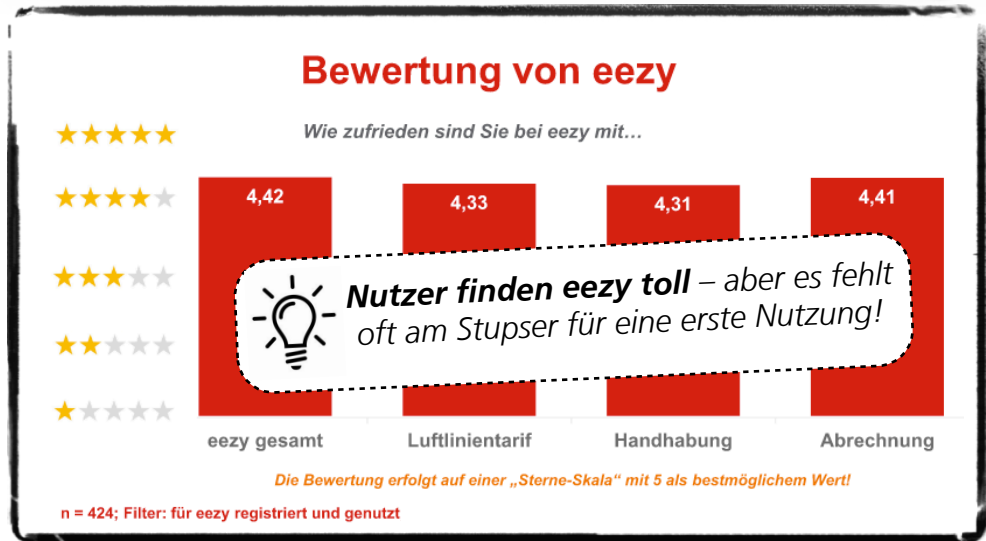 Bewertung von eezy
Wie zufrieden sind Sie bei eezy mit…
4,42
4,33
4,31
4,41
Nutzer finden eezy toll – aber es fehlt
oft am Stupser für eine erste Nutzung!
eezy gesamt
Luftlinientarif
Handhabung
Abrechnung
Die Bewertung erfolgt auf einer „Sterne-Skala“ mit 5 als bestmöglichem Wert!
n = 424; Filter: für eezy registriert und genutzt